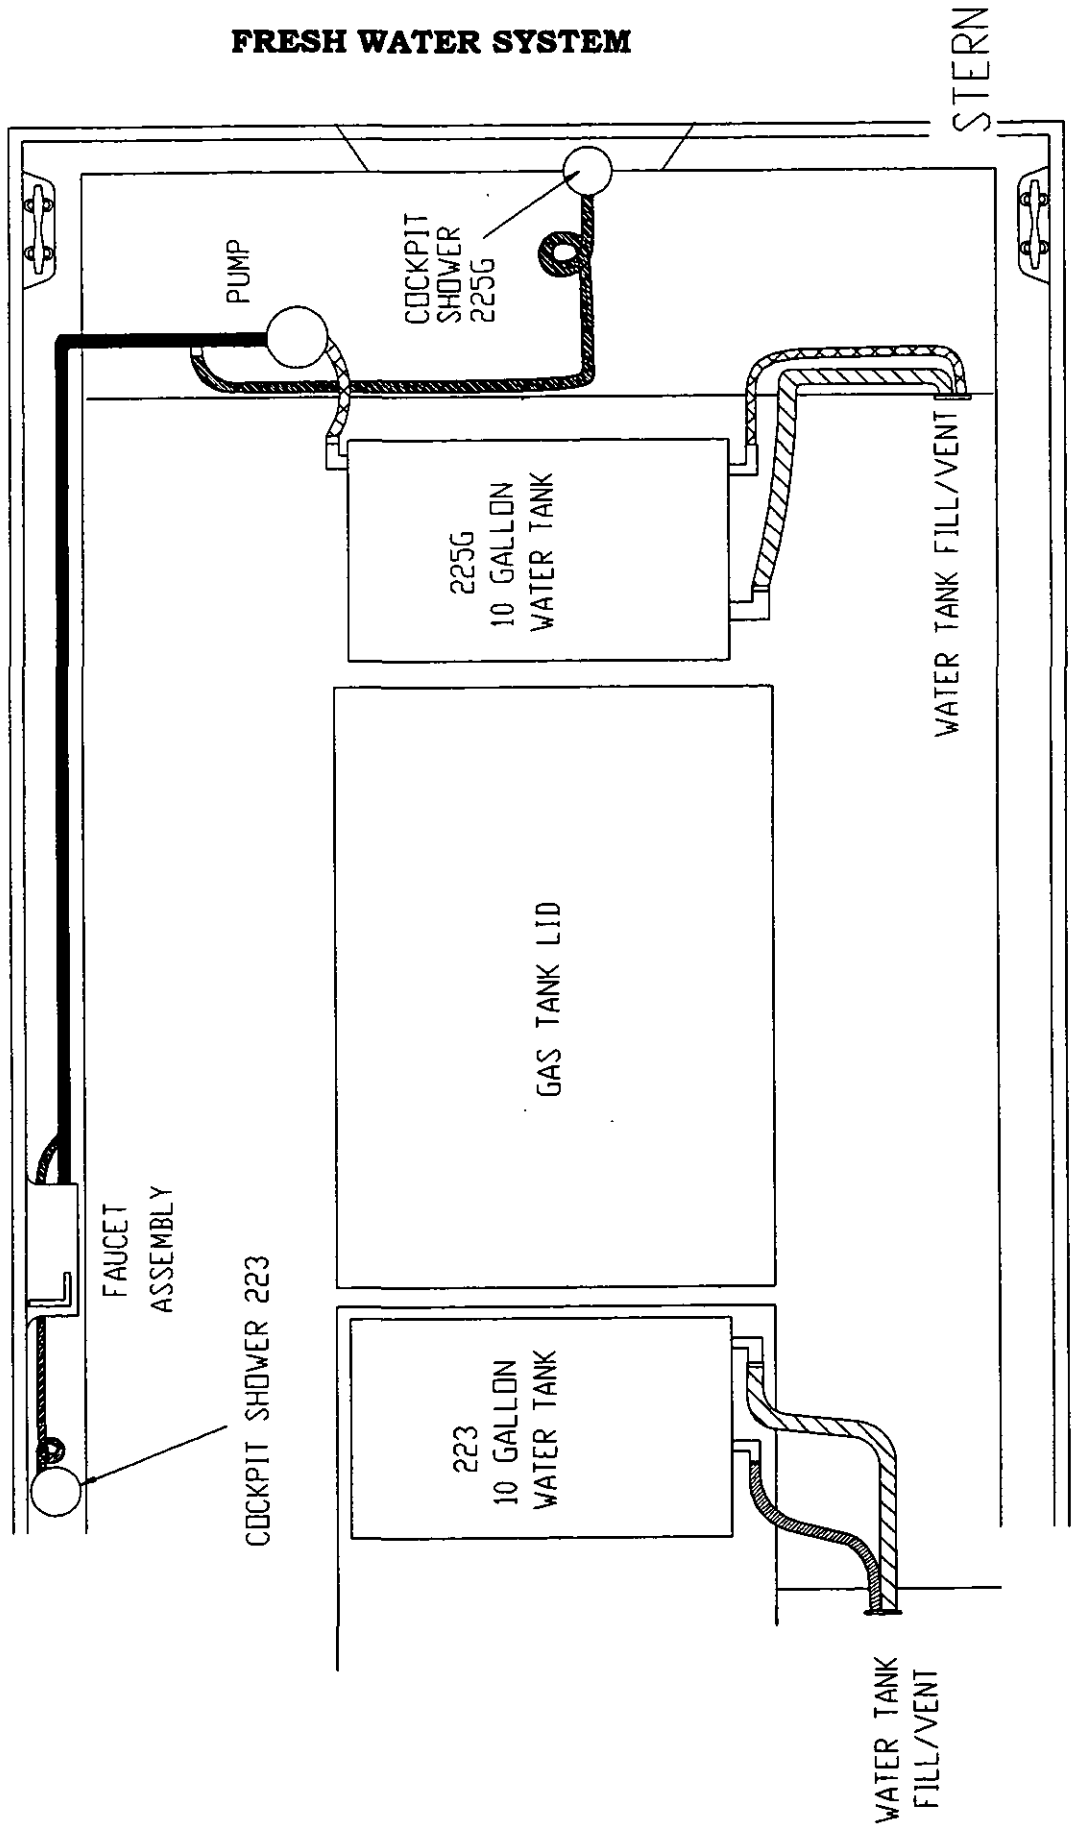 FRESH WATER SYSTEM
STERN
PUMP
COCKPIT
SHOWER
225G
225G
10 GALLON
WATER TANK
WATER TANK FILL/VENT
GAS TANK LID
FAUCET
ASSEMBLY
COCKPIT SHOWER 223
223
10 GALLON
WATER TANK
WATER TANK
FILL/VENT